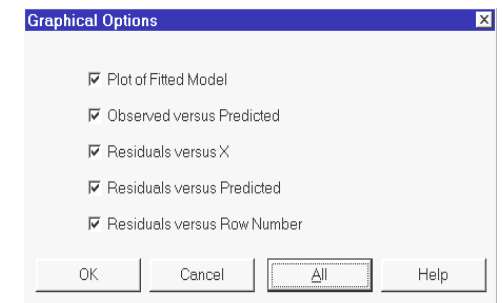 Graphical Options
Plot of Fitted Model
Observed versus Predicted
Residuals versus X
Residuals versus Predicted
Residuals versus Row Number
OK Cancel All Help